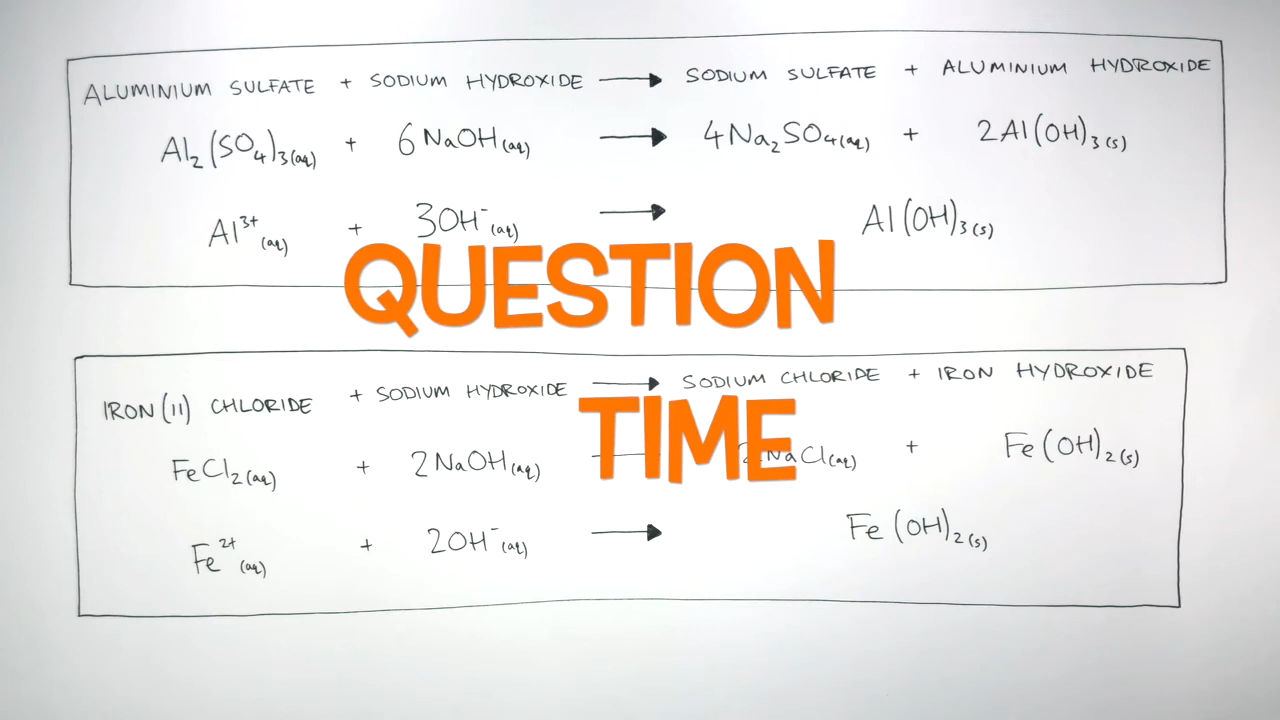 ALUMINIUM SULFATE + SODIUM HYDROXIDE → SODIUM SULFATE + ALUMINIUM HYDROXIDE
Al₂(SO₄)₃(aq) + 6NaOH(aq) → 4Na₂SO₄(aq) + 2Al(OH)₃(s)
Al³⁺(aq) + 3OH⁻(aq) → Al(OH)₃(s)
QUESTION
IRON (11) CHLORIDE + SODIUM HYDROXIDE → SODIUM CHLORIDE + IRON HYDROXIDE
TIME
FeCl₂(aq) + 2NaOH(aq) → 2NaCl(aq) + Fe(OH)₂(s)
Fe²⁺(aq) + 2OH⁻(aq) → Fe(OH)₂(s)